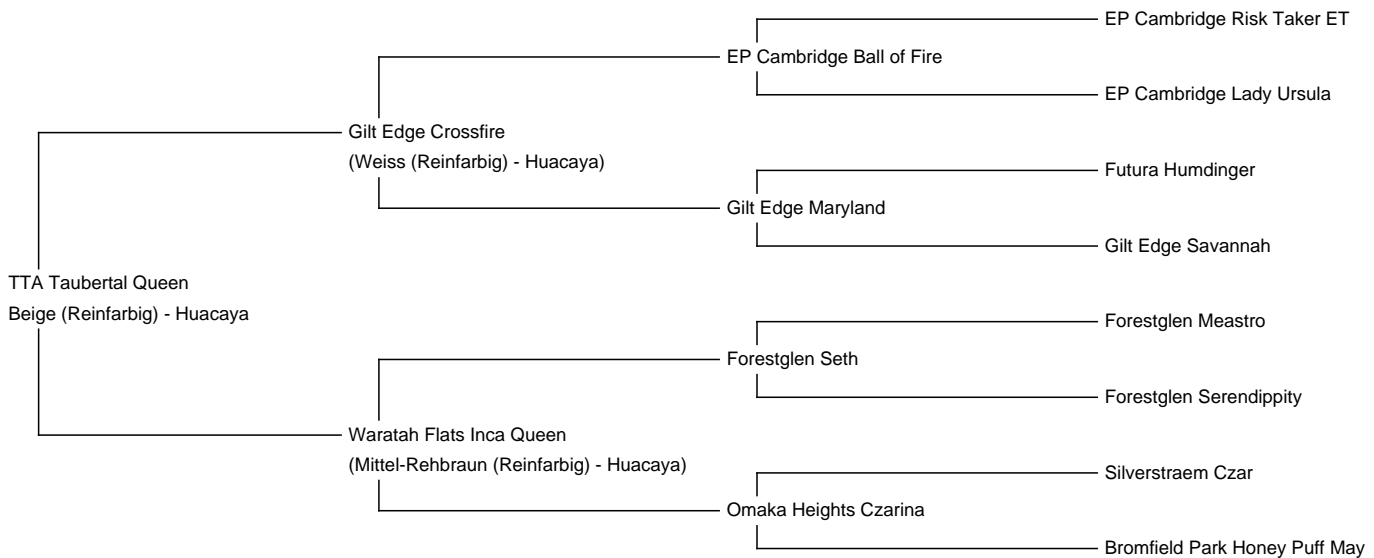 EP Cambridge Risk Taker ET
EP Cambridge Ball of Fire
EP Cambridge Lady Ursula
Gilt Edge Crossfire
(Weiss (Reinfarbig) - Huacaya)
Futura Humdinger
Gilt Edge Maryland
Gilt Edge Savannah
TTA Taubertal Queen
Beige (Reinfarbig) - Huacaya
Forestglen Meastro
Forestglen Seth
Forestglen Serendippity
Waratah Flats Inca Queen
(Mittel-Rehbraun (Reinfarbig) - Huacaya)
Silverstraem Czar
Omaka Heights Czarina
Bromfield Park Honey Puff May